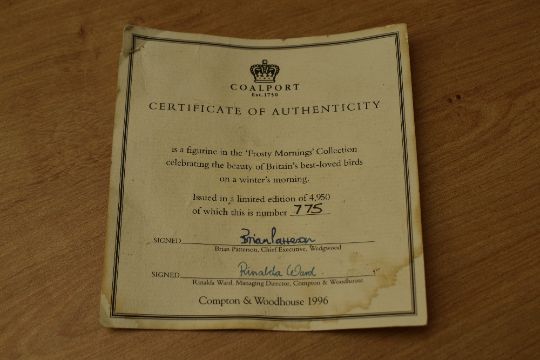 COALPORT
Est.1750
CERTIFICATE OF AUTHENTICITY
is a figurine in the 'Frosty Mornings' Collection
celebrating the beauty of Britain's best-loved birds
on a winter's morning.
Issued in a limited edition of 4,950
of which this is number 775
SIGNED Brian Patterson
Brian Patterson, Chief Executive, Wedgwood
SIGNED Rinalda Ward
Rinalda Ward, Managing Director, Compton & Woodhouse
Compton & Woodhouse 1996